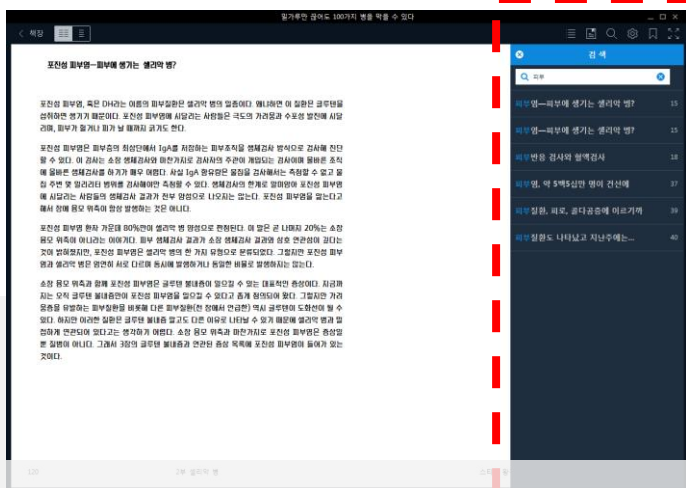 밀가루만 끊어도 100가지 병을 막을 수 있다
책장
포진성 피부염—피부에 생기는 셀리악 병?
포진성 피부염, 혹은 DH라는 이름의 피부질환은 셀리악 병의 일종이다. 왜냐하면 이 질환은 글루텐을
섭취하면 생기기 때문이다. 포진성 피부염에 시달리는 사람들은 극도의 가려움과 수포성 발진에 시달
리며, 피부가 헐거나 피가 날 때까지 긁기도 한다.
포진성 피부염은 피부층의 최상단에서 IgA를 저장하는 피부조직을 생체검사 방식으로 검사해 진단
할 수 있다. 이 검사는 소장 생체검사와 마찬가지로 검사자의 주관이 개입되는 검사이며 올바른 조직
에 올바른 생체검사를 하기가 매우 어렵다. 사실 IgA 함유량은 물집을 검사해서는 측정할 수 없고 물
집 주변 몇 밀리리터 범위를 검사해야만 측정할 수 있다. 생체검사의 한계로 말미암아 포진성 피부염
에 시달리는 사람들의 생체검사 결과가 전부 양성으로 나오지는 않는다. 포진성 피부염을 앓는다고
해서 장에 융모 위축이 항상 발생하는 것은 아니다.
포진성 피부염 환자 가운데 80%만이 셀리악 병 양성으로 판정된다. 이 말은 곧 나머지 20%는 소장
융모 위축이 아니라는 이야기다. 피부 생체검사 결과가 소장 생체검사 결과와 상호 연관성이 깊다는
것이 밝혀졌지만, 포진성 피부염은 셀리악 병의 한 가지 유형으로 분류되었다. 그렇지만 포진성 피부
염과 셀리악 병은 엄연히 서로 다르며 동시에 발생하거나 동일한 비율로 발생하지는 않는다.
소장 융모 위축과 함께 포진성 피부염은 글루텐 불내증이 일으킬 수 있는 대표적인 증상이다. 지금까
지는 오직 글루텐 불내증만이 포진성 피부염을 일으킬 수 있다고 좁게 정의되어 왔다. 그렇지만 가려
움증을 유발하는 피부질환을 비롯해 다른 피부질환(전 장에서 언급한) 역시 글루텐이 도화선이 될 수
있다. 하지만 이러한 질환은 글루텐 불내증 말고도 다른 이유로 나타날 수 있기 때문에 셀리악 병과 밀
접하게 연관되어 있다고는 생각하기 어렵다. 소장 융모 위축과 마찬가지로 포진성 피부염은 증상일
뿐 질병이 아니다. 그래서 3장의 글루텐 불내증과 연관된 증상 목록에 포진성 피부염이 들어가 있는
것이다.
120
2부 셀리악 병
검색
피부
피부염—피부에 생기는 셀리악 병? 15
피부염—피부에 생기는 셀리악 병? 15
피부반응 검사와 혈액검사 18
피부염, 약 5백5십만 명이 건선에 37
피부질환, 피로, 골다공증에 이르기까 39
피부질환도 나타났고 지난주에는... 40